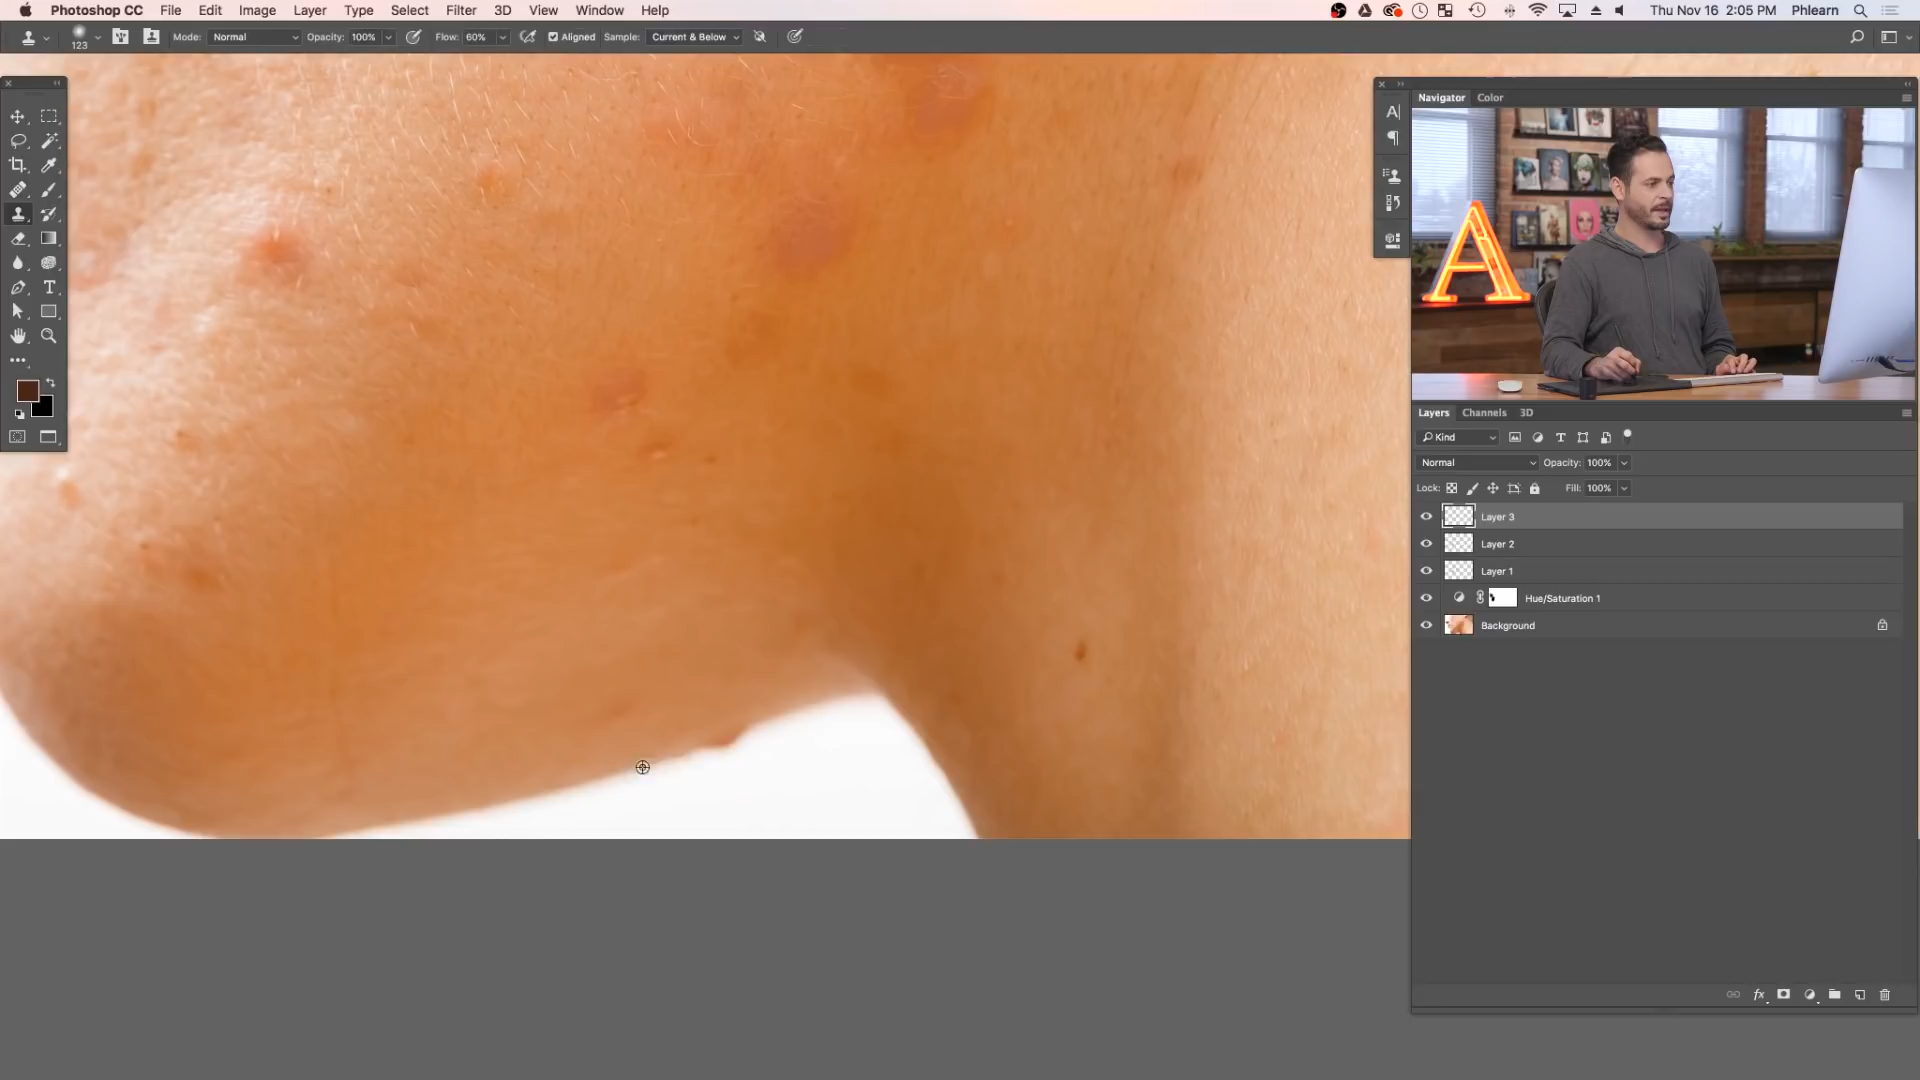 Photoshop CC File Edit Image Layer Type Select Filter 3D View Window Help Thu Nov 16 2:05 PM Phlearn
123 Mode: Normal Opacity: 100% Flow: 60% Aligned Sample: Current & Below
Navigator Color
A
Layers Channels 3D
Kind
Normal Opacity: 100%
Lock: Fill: 100%
Layer 3
Layer 2
Layer 1
Hue/Saturation 1
Background
fx